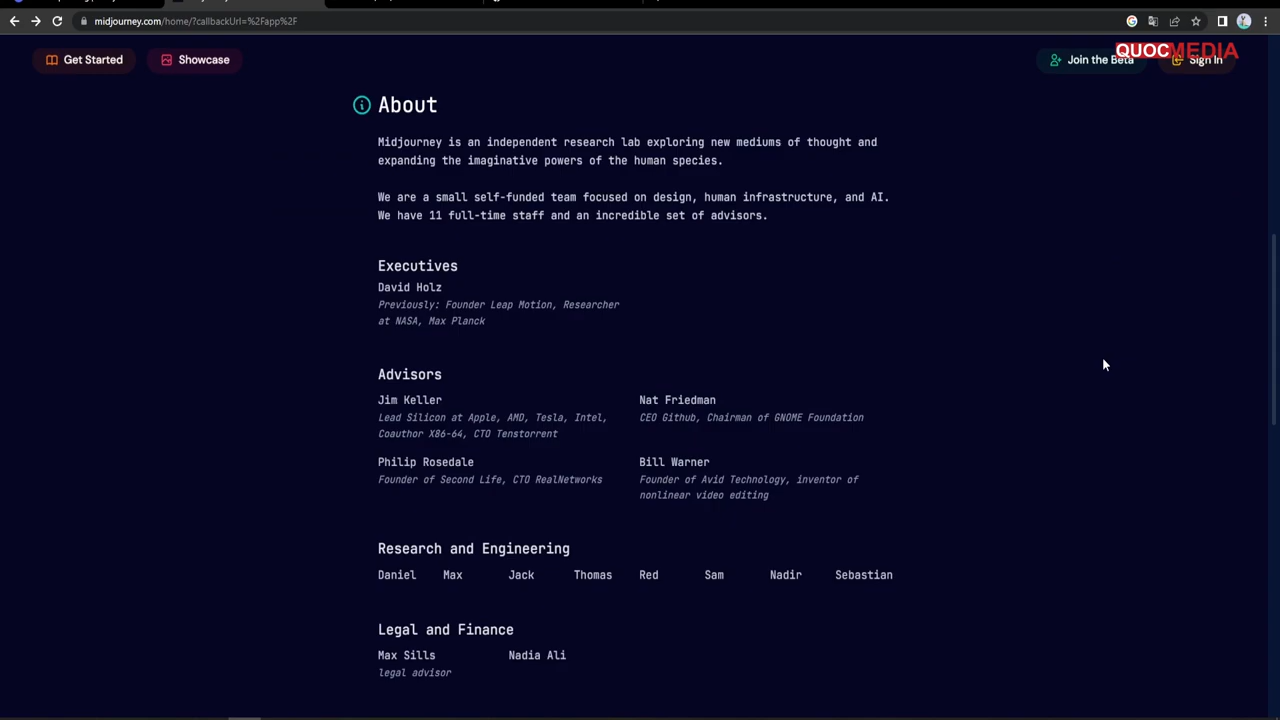 midjourney.com/home/?callbackUrl=%2Fapp%2F
Get Started
Showcase
Join the Beta
Sign In
QUOCMEDIA
About
Midjourney is an independent research lab exploring new mediums of thought and
expanding the imaginative powers of the human species.
We are a small self-funded team focused on design, human infrastructure, and AI.
We have 11 full-time staff and an incredible set of advisors.
Executives
David Holz
Previously: Founder Leap Motion, Researcher
at NASA, Max Planck
Advisors
Jim Keller
Lead Silicon at Apple, AMD, Tesla, Intel,
Coauthor X86-64, CTO Tenstorrent
Nat Friedman
CEO Github, Chairman of GNOME Foundation
Philip Rosedale
Founder of Second Life, CTO RealNetworks
Bill Warner
Founder of Avid Technology, inventor of
nonlinear video editing
Research and Engineering
Daniel Max Jack Thomas Red Sam Nadir Sebastian
Legal and Finance
Max Sills
legal advisor
Nadia Ali